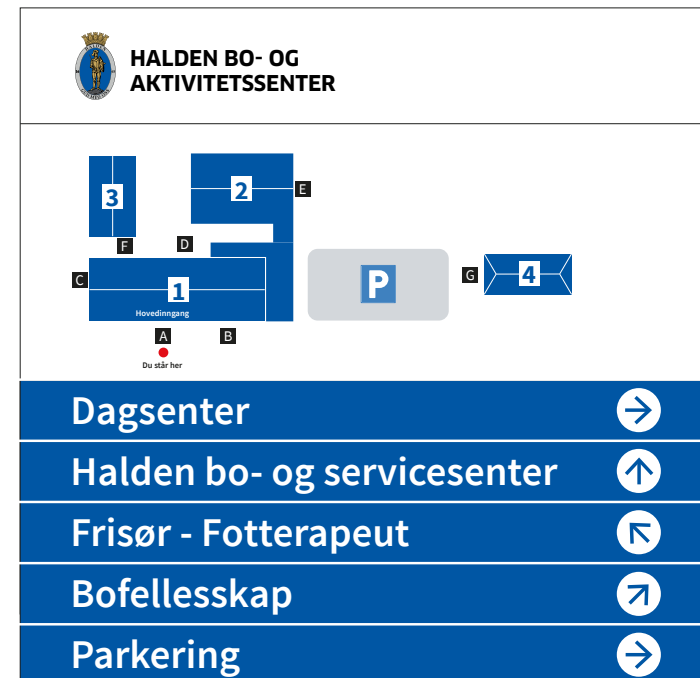 HALDEN BO- OG
AKTIVITETSSENTER
3
2
E
F
D
C
1
P
G
4
Hovedinngang
A
B
Du står her
Dagsenter
Halden bo- og servicesenter
Frisør - Fotterapeut
Bofellesskap
Parkering